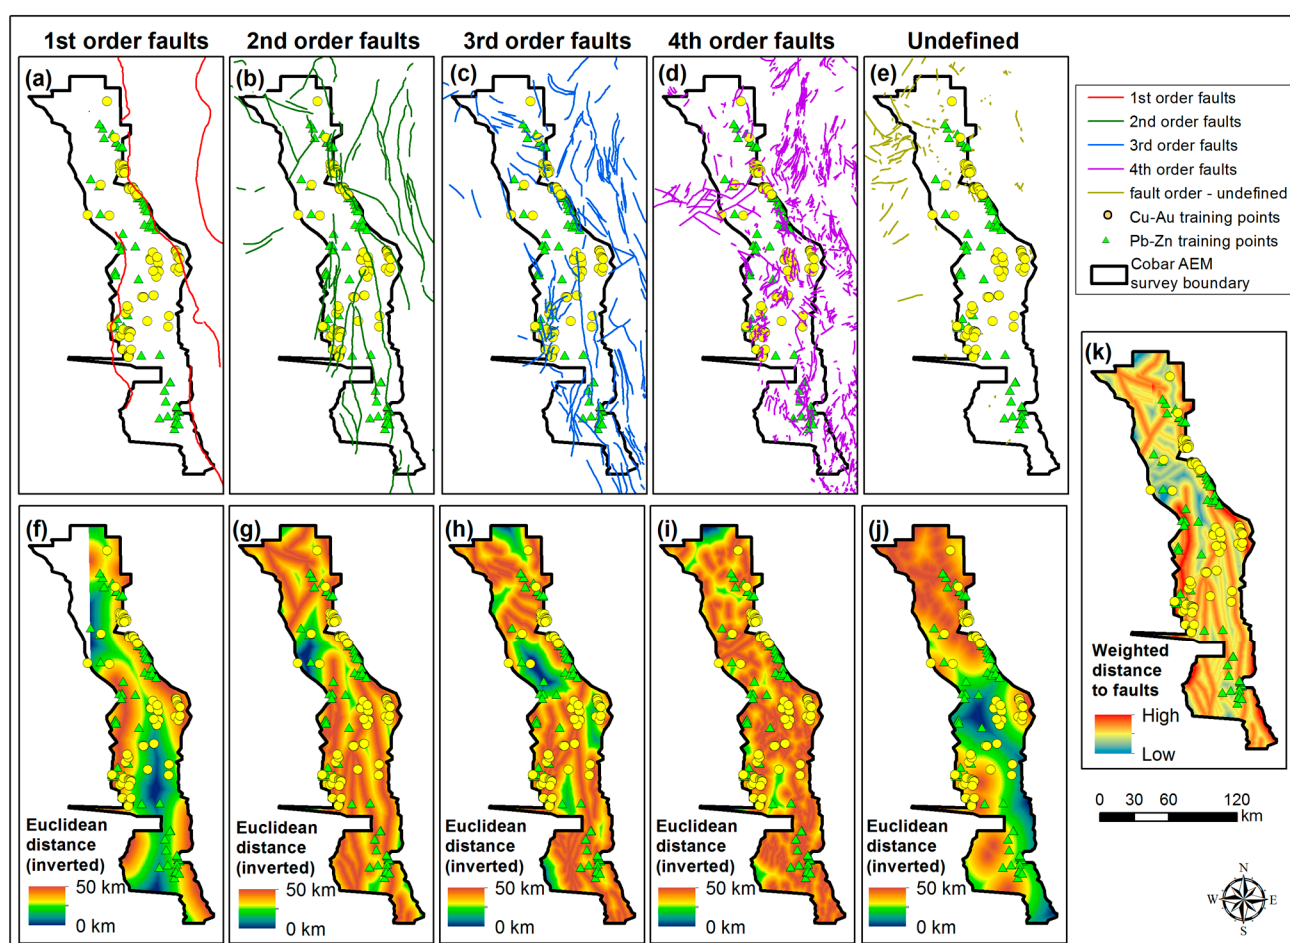 1st order faults
2nd order faults
3rd order faults
4th order faults
Undefined
(a)
(b)
(c)
(d)
(e)
1st order faults
2nd order faults
3rd order faults
4th order faults
fault order - undefined
Cu-Au training points
Pb-Zn training points
Cobar AEM
survey boundary
(f)
Euclidean
distance
(inverted)
50 km
0 km
(g)
Euclidean
distance
(inverted)
50 km
0 km
(h)
Euclidean
distance
(inverted)
50 km
0 km
(i)
Euclidean
distance
(inverted)
50 km
0 km
(j)
Euclidean
distance
(inverted)
50 km
0 km
(k)
Weighted
distance
to faults
High
Low
0 30 60 120
km
N
W E
S